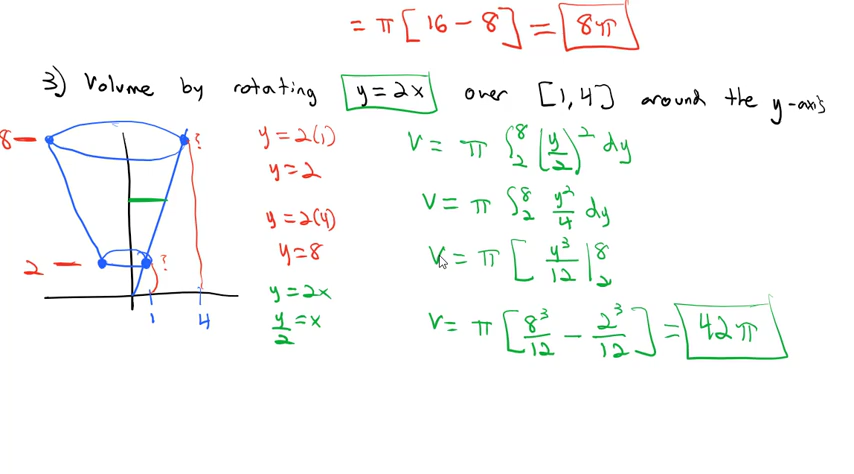 = π [16 - 8] = 8π
3) Volume by rotating y = 2x over [1, 4] around the y-axis
8
?
y = 2(1)
y = 2
y = 2(4)
y = 8
2
?
y = 2x
y/2 = x
1
4
V = π ∫₂⁸ (y/2)² dy
V = π ∫₂⁸ y²/4 dy
V = π [ y³/12 |₂⁸
V = π [ 8³/12 - 2³/12 ] = 42π